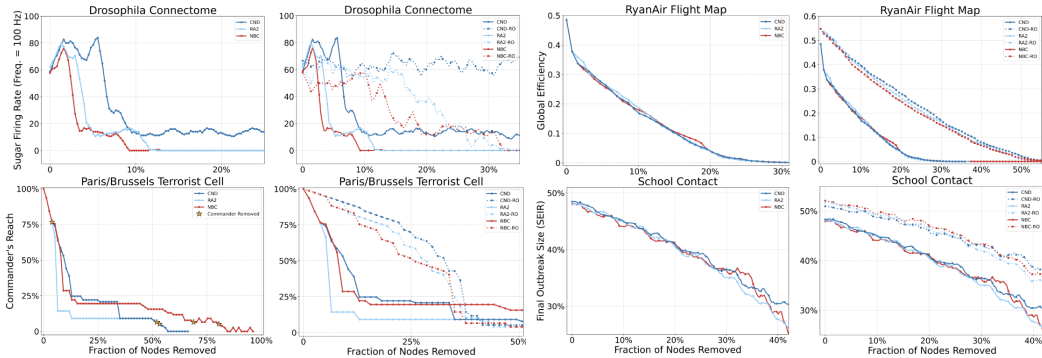 Drosophila Connectome
Sugar Firing Rate (Freq. = 100 Hz)
100
80
60
40
20
0
0
10%
20%
CND
RA2
NBC
Drosophila Connectome
100
80
60
40
20
0
0
10%
20%
30%
CND
CND-RO
RA2
RA2-RO
NBC
NBC-RO
RyanAir Flight Map
Global Efficiency
0.5
0.4
0.3
0.2
0.1
0
0
10%
20%
30%
CND
RA2
NBC
RyanAir Flight Map
0.6
0.5
0.4
0.3
0.2
0.1
0.0
0
10%
20%
30%
40%
50%
CND
CND-RO
RA2
RA2-RO
NBC
NBC-RO
Paris/Brussels Terrorist Cell
Commander's Reach
100%
75%
50%
25%
0
0
25%
50%
75%
100%
CND
RA2
NBC
Commander Removed
Fraction of Nodes Removed
Paris/Brussels Terrorist Cell
100%
75%
50%
25%
0
0
25%
50%
CND
CND-RO
RA2
RA2-RO
NBC
NBC-RO
Fraction of Nodes Removed
School Contact
Final Outbreak Size (SEIR)
50%
40%
30%
0
10%
20%
30%
40%
CND
RA2
NBC
Fraction of Nodes Removed
School Contact
50%
40%
30%
0
10%
20%
30%
40%
CND
CND-RO
RA2
RA2-RO
NBC
NBC-RO
Fraction of Nodes Removed